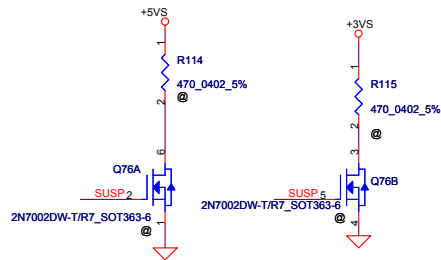 +5VS
1
R114
470_0402_5%
2
@
6
Q76A
SUSP
2
2N7002DW-T/R7_SOT363-6
1
@
+3VS
1
R115
470_0402_5%
2
@
3
Q76B
SUSP
5
2N7002DW-T/R7_SOT363-6
4
@